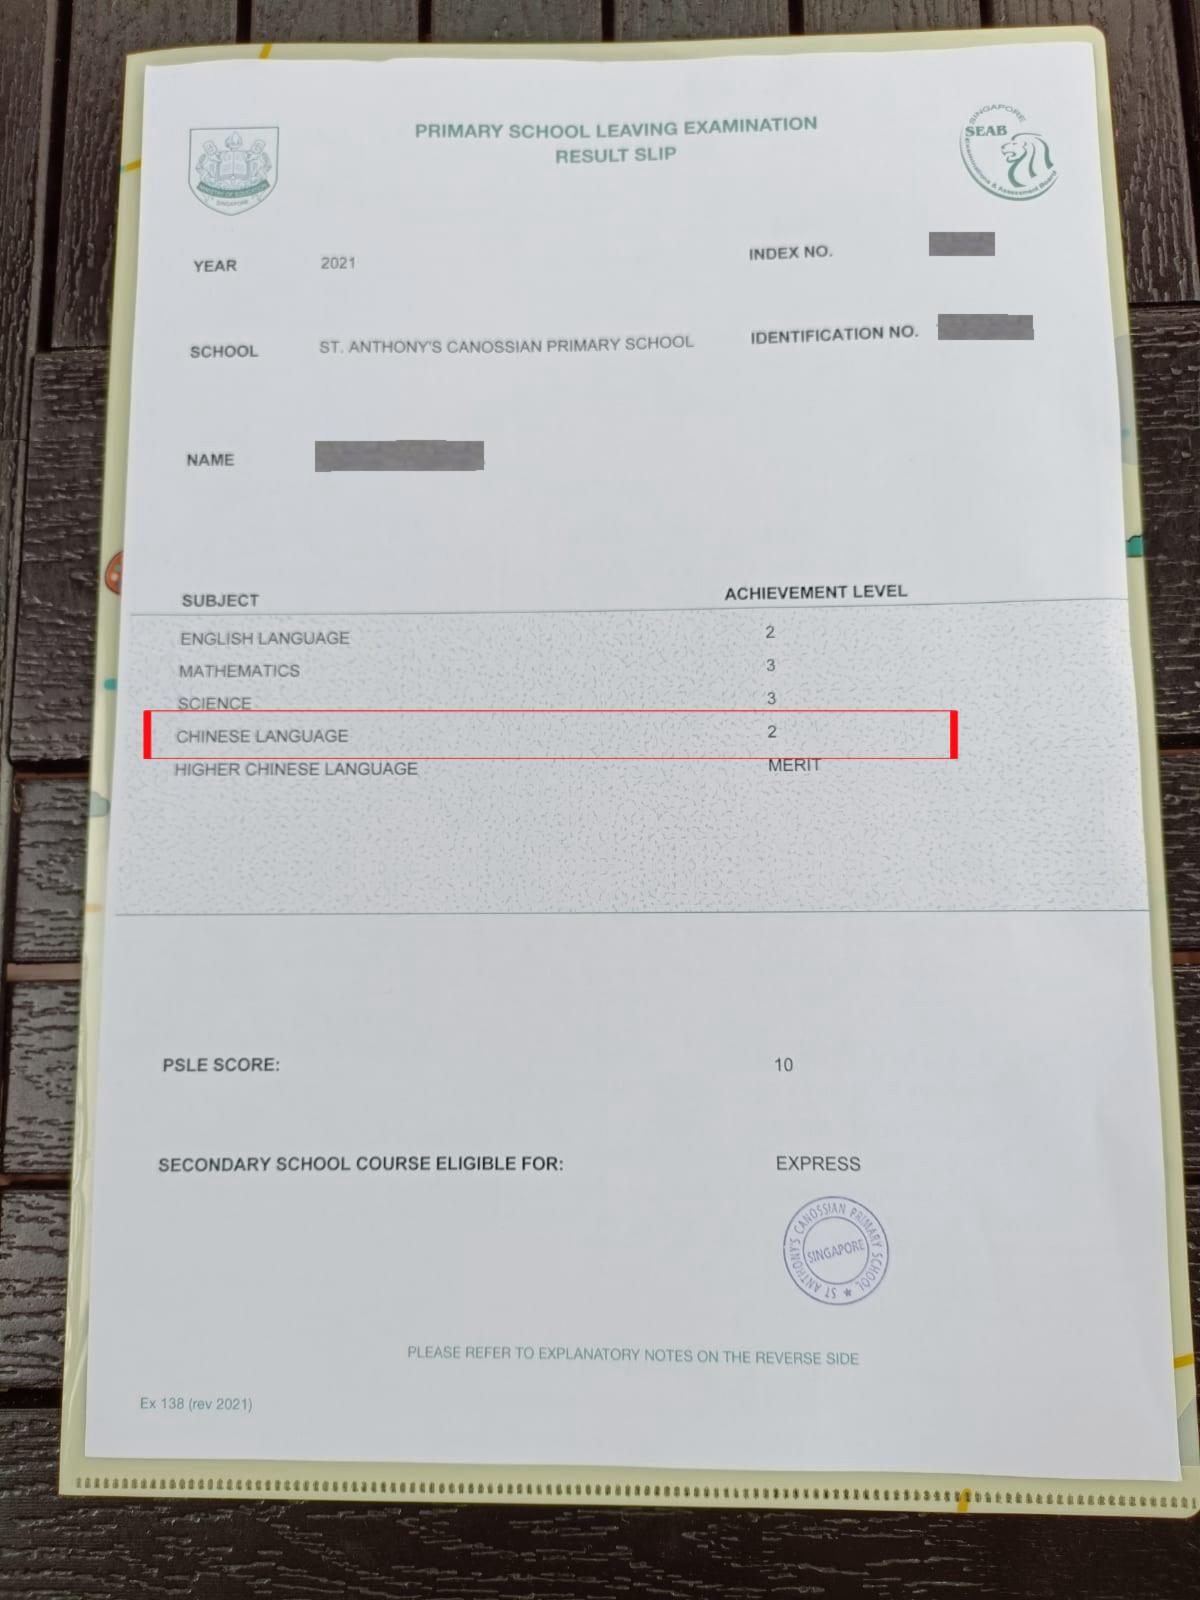 PRIMARY SCHOOL LEAVING EXAMINATION
RESULT SLIP
MINISTRY OF EDUCATION
SINGAPORE
SINGAPORE
SEAB
Examinations & Assessment Board
YEAR 2021 INDEX NO.
SCHOOL ST. ANTHONY'S CANOSSIAN PRIMARY SCHOOL IDENTIFICATION NO.
NAME
SUBJECT ACHIEVEMENT LEVEL
ENGLISH LANGUAGE 2
MATHEMATICS 3
SCIENCE 3
CHINESE LANGUAGE 2
HIGHER CHINESE LANGUAGE MERIT
PSLE SCORE: 10
SECONDARY SCHOOL COURSE ELIGIBLE FOR: EXPRESS
ST ANTHONY'S CANOSSIAN PRIMARY SCHOOL
SINGAPORE
PLEASE REFER TO EXPLANATORY NOTES ON THE REVERSE SIDE
Ex 138 (rev 2021)